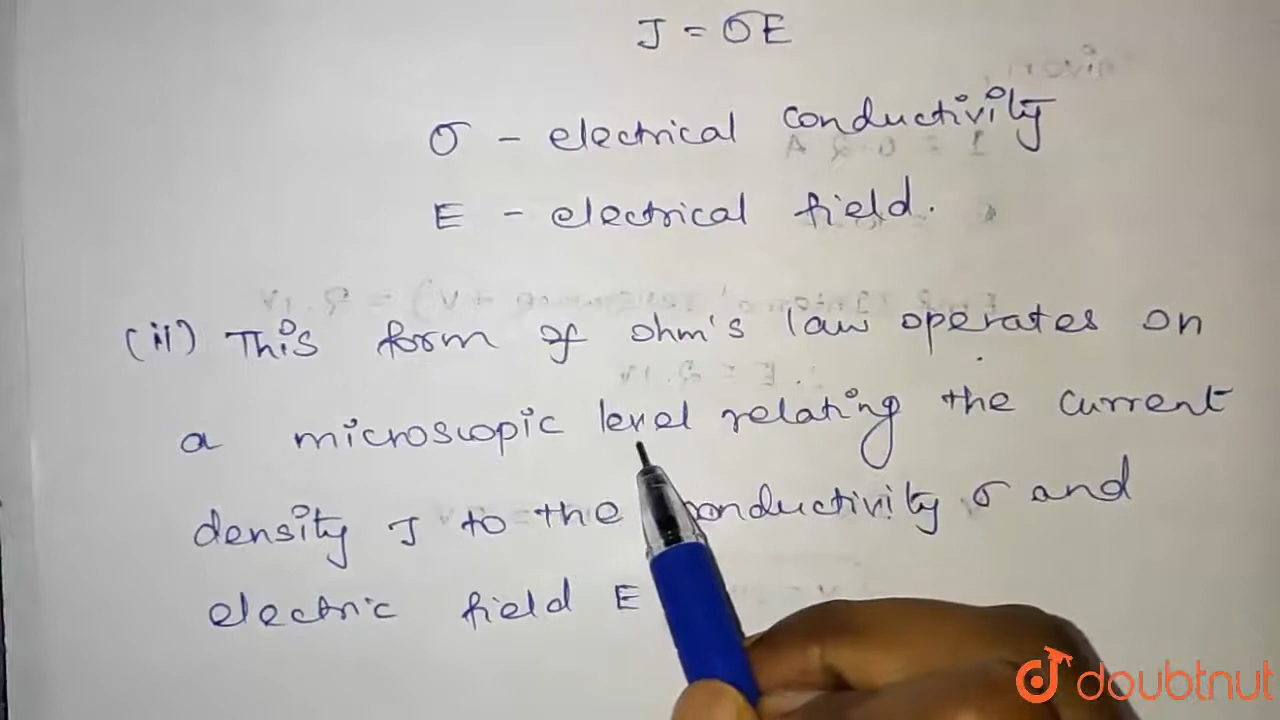 J = σE
σ - electrical conductivity
E - electrical field.
(ii) This form of ohm's law operates on
a microscopic level relating the current
density J to the conductivity σ and
electric field E
doubtnut